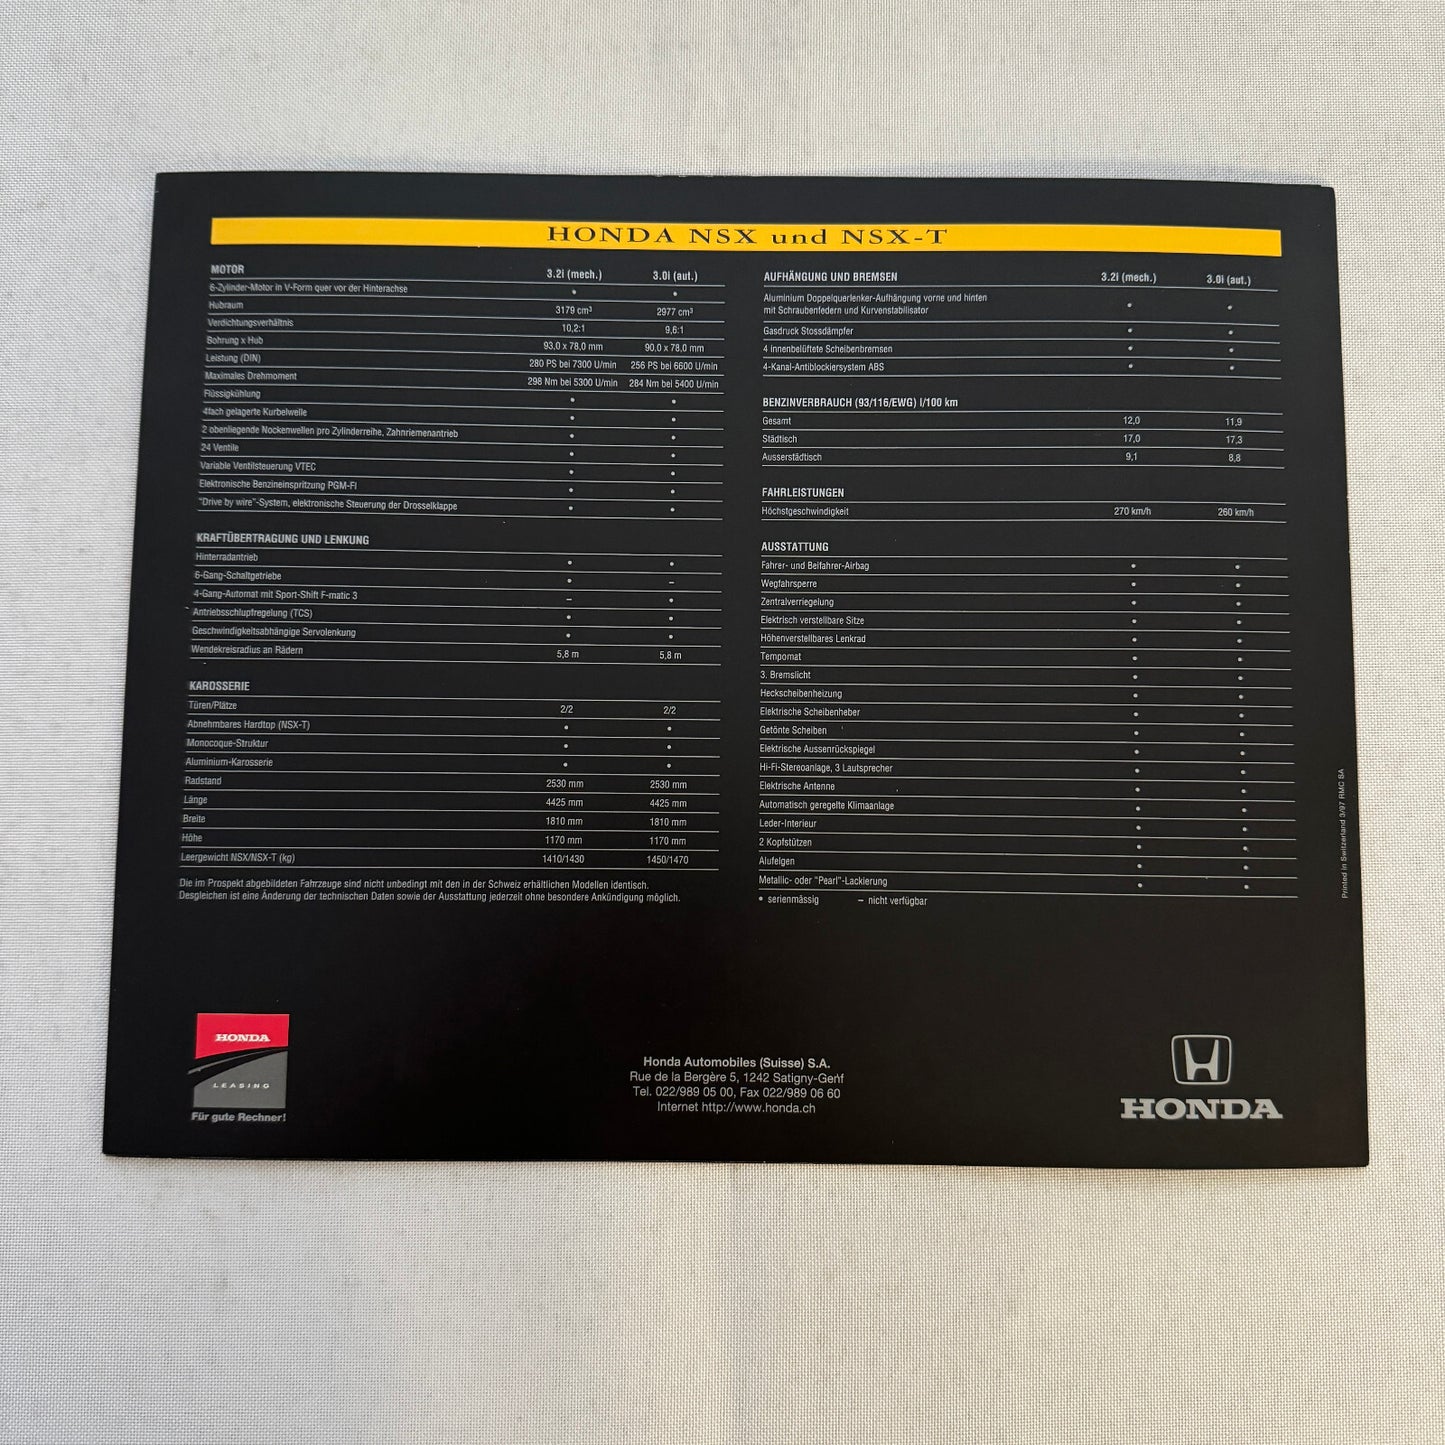 HONDA NSX und NSX-T
MOTOR 3.2i (mech.) 3.0i (aut.)
6-Zylinder-Motor in V-Form quer vor der Hinterachse • •
Hubraum 3179 cm³ 2977 cm³
Verdichtungsverhältnis 10,2:1 9,6:1
Bohrung x Hub 93,0 x 78,0 mm 90,0 x 78,0 mm
Leistung (DIN) 280 PS bei 7300 U/min 256 PS bei 6600 U/min
Maximales Drehmoment 298 Nm bei 5300 U/min 284 Nm bei 5400 U/min
Flüssigkühlung • •
4fach gelagerte Kurbelwelle • •
2 obenliegende Nockenwellen pro Zylinderreihe, Zahnriemenantrieb • •
24 Ventile • •
Variable Ventilsteuerung VTEC • •
Elektronische Benzineinspritzung PGM-FI • •
"Drive by wire"-System, elektronische Steuerung der Drosselklappe • •
KRAFTÜBERTRAGUNG UND LENKUNG
Hinterradantrieb • •
6-Gang-Schaltgetriebe • –
4-Gang-Automat mit Sport-Shift F-matic 3 – •
Antriebsschlupfregelung (TCS) • •
Geschwindigkeitsabhängige Servolenkung • •
Wendekreisradius an Rädern 5,8 m 5,8 m
KAROSSERIE
Türen/Plätze 2/2 2/2
Abnehmbares Hardtop (NSX-T) • •
Monocoque-Struktur • •
Aluminium-Karosserie • •
Radstand 2530 mm 2530 mm
Länge 4425 mm 4425 mm
Breite 1810 mm 1810 mm
Höhe 1170 mm 1170 mm
Leergewicht NSX/NSX-T (kg) 1410/1430 1450/1470
Die im Prospekt abgebildeten Fahrzeuge sind nicht unbedingt mit den in der Schweiz erhältlichen Modellen identisch.
Desgleichen ist eine Änderung der technischen Daten sowie der Ausstattung jederzeit ohne besondere Ankündigung möglich.
AUFHÄNGUNG UND BREMSEN 3.2i (mech.) 3.0i (aut.)
Aluminium Doppelquerlenker-Aufhängung vorne und hinten
mit Schraubenfedern und Kurvenstabilisator • •
Gasdruck Stossdämpfer • •
4 innenbelüftete Scheibenbremsen • •
4-Kanal-Antiblockiersystem ABS • •
BENZINVERBRAUCH (93/116/EWG) l/100 km
Gesamt 12,0 11,9
Städtisch 17,0 17,3
Ausserstädtisch 9,1 8,8
FAHRLEISTUNGEN
Höchstgeschwindigkeit 270 km/h 260 km/h
AUSSTATTUNG
Fahrer- und Beifahrer-Airbag • •
Wegfahrsperre • •
Zentralverriegelung • •
Elektrisch verstellbare Sitze • •
Höhenverstellbares Lenkrad • •
Tempomat • •
3. Bremslicht • •
Heckscheibenheizung • •
Elektrische Scheibenheber • •
Getönte Scheiben • •
Elektrische Aussenrückspiegel • •
Hi-Fi-Stereoanlage, 3 Lautsprecher • •
Elektrische Antenne • •
Automatisch geregelte Klimaanlage • •
Leder-Interieur • •
2 Kopfstützen • •
Alufelgen • •
Metallic- oder "Pearl"-Lackierung • •
• serienmässig – nicht verfügbar
Printed in Switzerland 9/97 RMC SA
HONDA
LEASING
Für gute Rechner!
Honda Automobiles (Suisse) S.A.
Rue de la Bergère 5, 1242 Satigny-Genf
Tel. 022/989 05 00, Fax 022/989 06 60
Internet http://www.honda.ch
HONDA